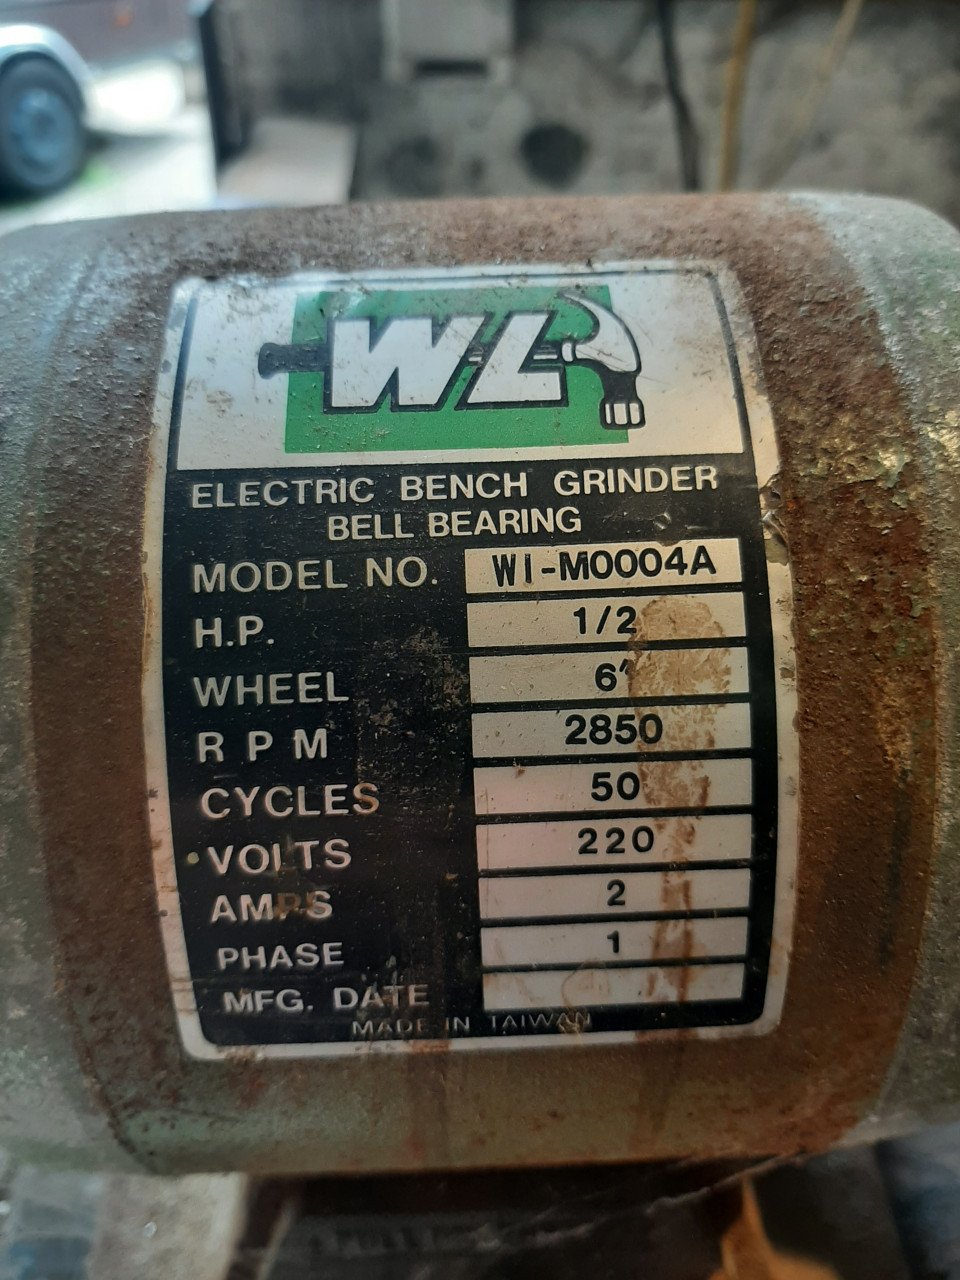 WL
ELECTRIC BENCH GRINDER
BELL BEARING
MODEL NO. WI-M0004A
H.P. 1/2
WHEEL 6"
R P M 2850
CYCLES 50
VOLTS 220
AMPS 2
PHASE 1
MFG. DATE
MADE IN TAIWAN